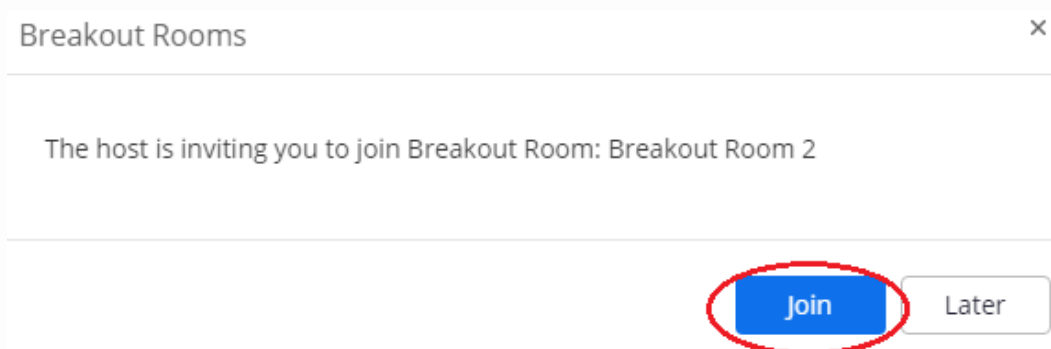 Breakout Rooms
The host is inviting you to join Breakout Room: Breakout Room 2
Join Later